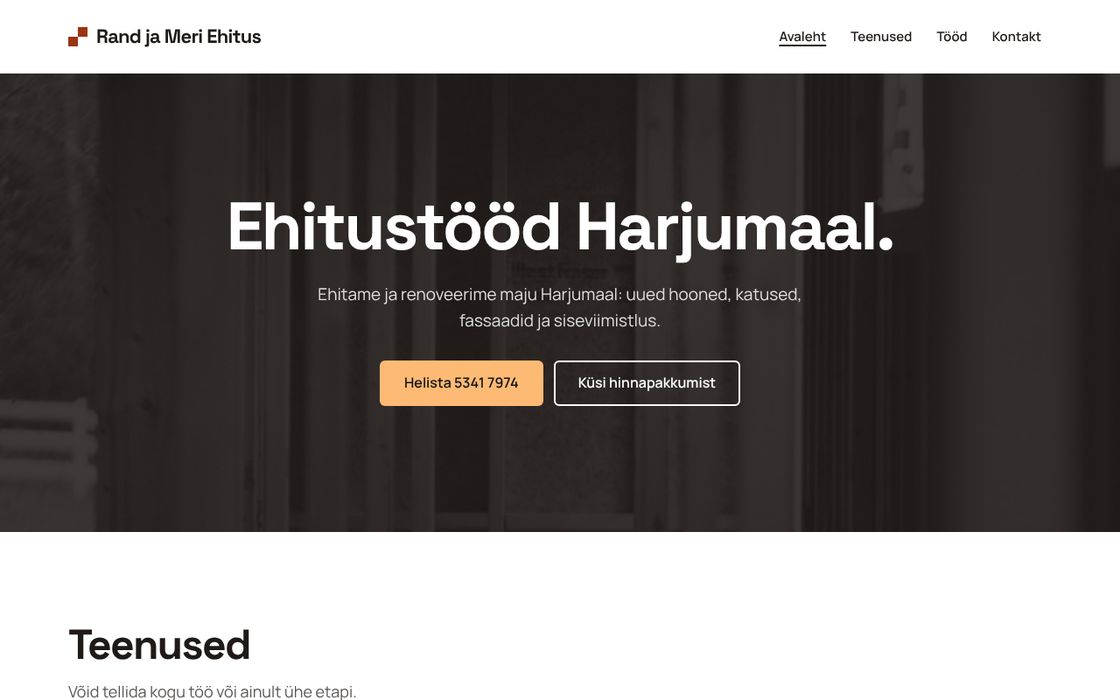 Rand ja Meri Ehitus
Avaleht
Teenused
Tööd
Kontakt
Ehitustööd Harjumaal.
Ehitame ja renoveerime maju Harjumaal: uued hooned, katused,
fassaadid ja siseviimistlus.
Helista 5341 7974
Küsi hinnapakkumist
Teenused
Võid tellida kogu töö või ainult ühe etapi.